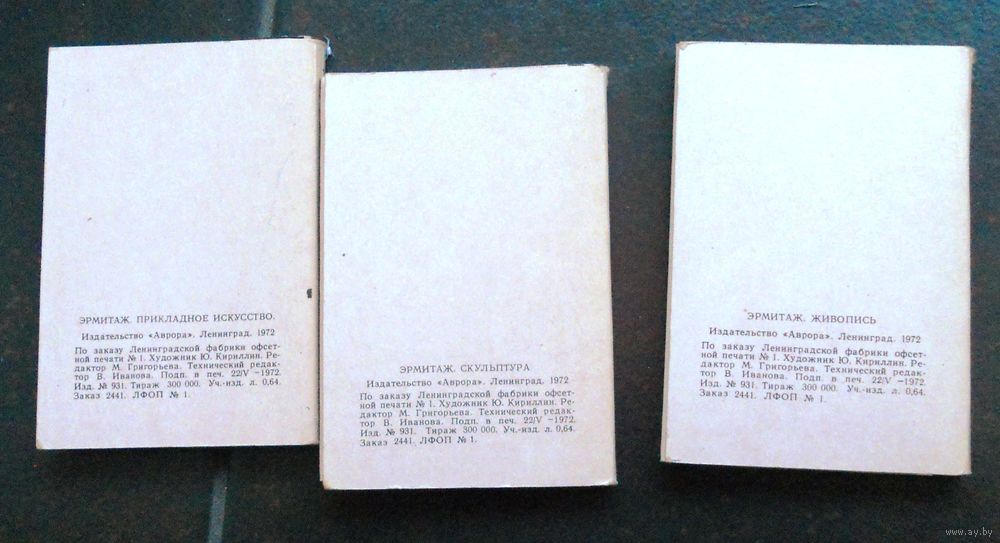 ЭРМИТАЖ. ПРИКЛАДНОЕ ИСКУССТВО.
Издательство «Аврора». Ленинград. 1972
По заказу Ленинградской фабрики офсет-
ной печати № 1. Художник Ю. Кириллин. Ре-
дактор М. Григорьева. Технический редак-
тор В. Иванова. Подп. в печ. 22/V -1972.
Изд. № 931. Тираж 300 000. Уч.-изд. л. 0,64.
Заказ 2441. ЛФОП № 1.
ЭРМИТАЖ. СКУЛЬПТУРА
Издательство «Аврора». Ленинград. 1972
По заказу Ленинградской фабрики офсет-
ной печати № 1. Художник Ю. Кириллин. Ре-
дактор М. Григорьева. Технический редак-
тор В. Иванова. Подп. в печ. 22/V -1972.
Изд. № 931. Тираж 300 000. Уч.-изд. л. 0,64.
Заказ 2441. ЛФОП № 1.
ЭРМИТАЖ. ЖИВОПИСЬ
Издательство «Аврора». Ленинград. 1972
По заказу Ленинградской фабрики офсет-
ной печати № 1. Художник Ю. Кириллин. Ре-
дактор М. Григорьева. Технический редак-
тор В. Иванова. Подп. в печ. 22/V -1972.
Изд. № 931. Тираж 300 000. Уч.-изд. л. 0,64.
Заказ 2441. ЛФОП № 1.
www.ay.by